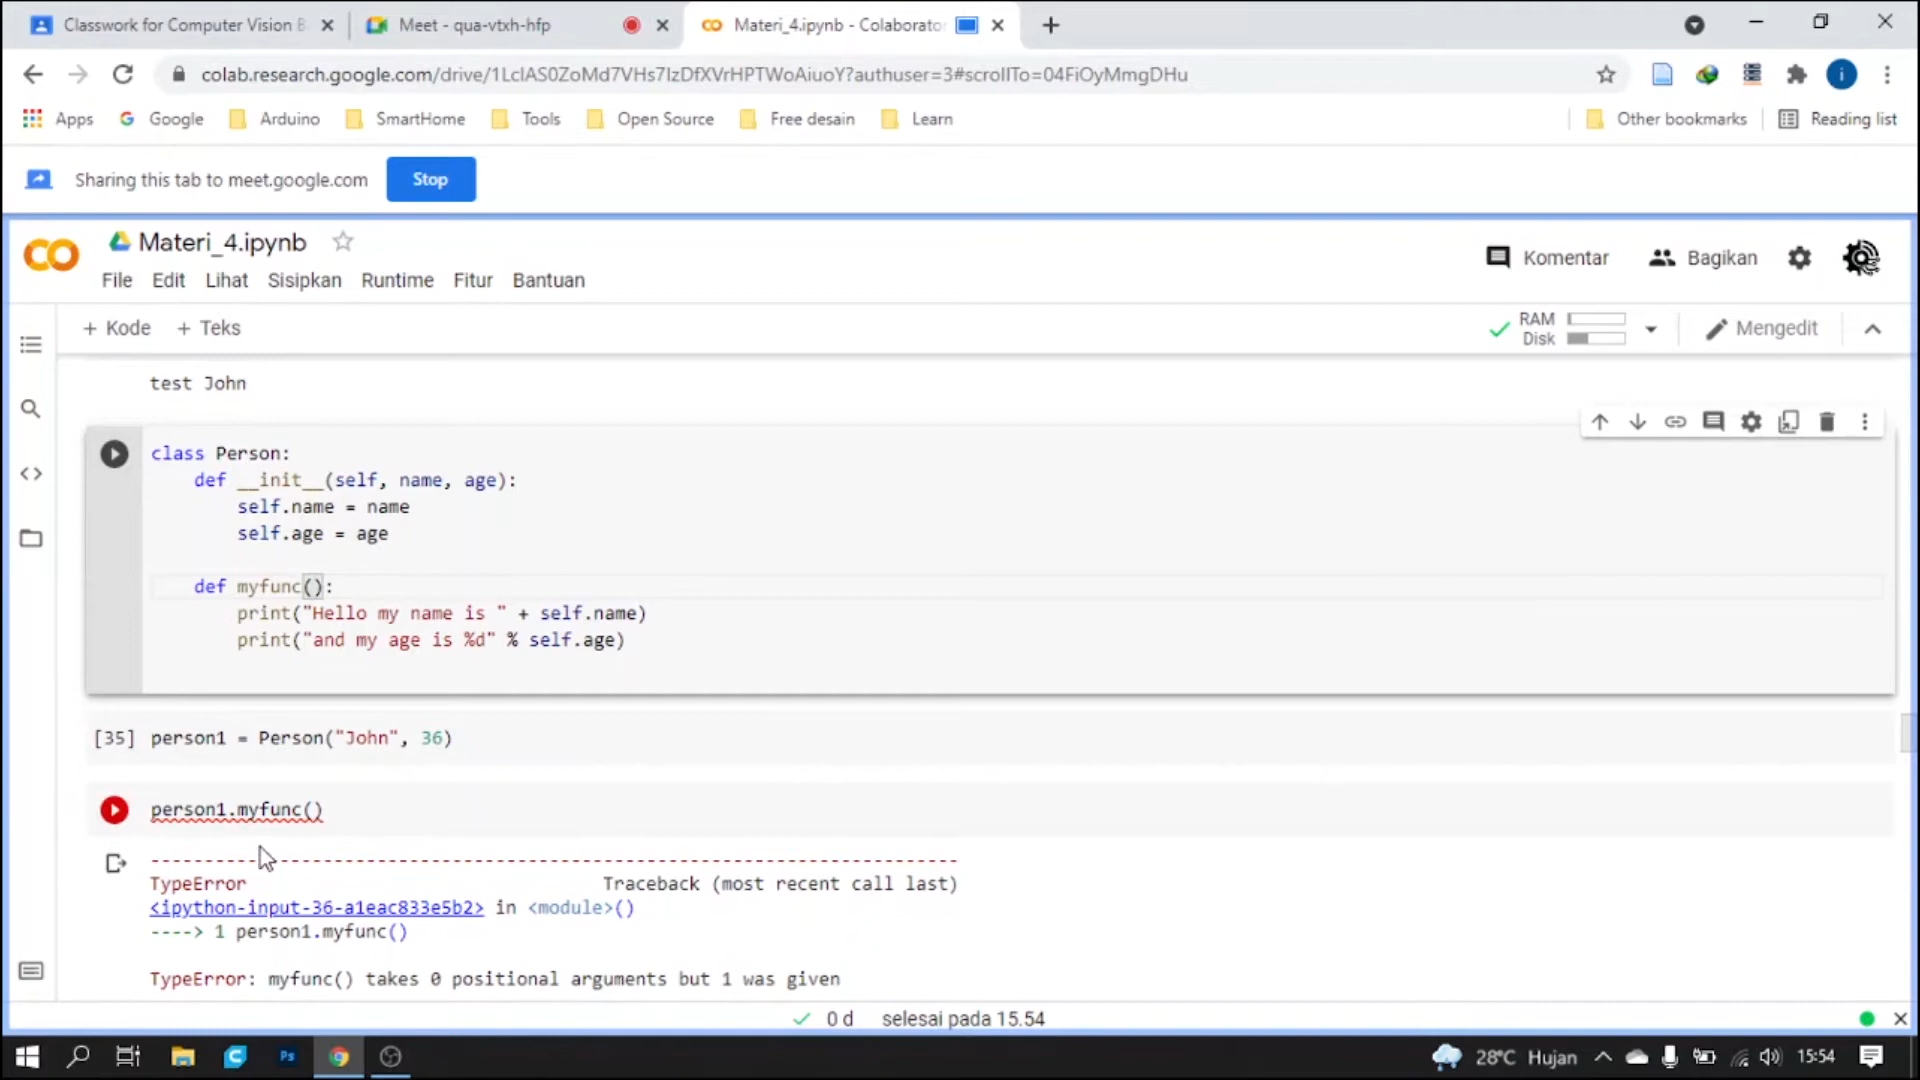 Classwork for Computer Vision B
Meet - qua-vtxh-hfp
Materi_4.ipynb - Colaborator
colab.research.google.com/drive/1LclAS0ZoMd7VHs7IzDfXVrHPTWoAiuoY?authuser=3#scrollTo=04FiOyMmgDHu
i
Apps
Google
Arduino
SmartHome
Tools
Open Source
Free desain
Learn
Other bookmarks
Reading list
Sharing this tab to meet.google.com
Stop
CO
Materi_4.ipynb
Komentar
Bagikan
File Edit Lihat Sisipkan Runtime Fitur Bantuan
+ Kode + Teks
RAM
Disk
Mengedit
test John
class Person:
def __init__(self, name, age):
self.name = name
self.age = age
def myfunc():
print("Hello my name is " + self.name)
print("and my age is %d" % self.age)
[35] person1 = Person("John", 36)
person1.myfunc()
---------------------------------------------------------------------------
TypeError Traceback (most recent call last)
<ipython-input-36-a1eac833e5b2> in <module>()
----> 1 person1.myfunc()
TypeError: myfunc() takes 0 positional arguments but 1 was given
0 d selesai pada 15.54
Ps
28°C Hujan
15:54